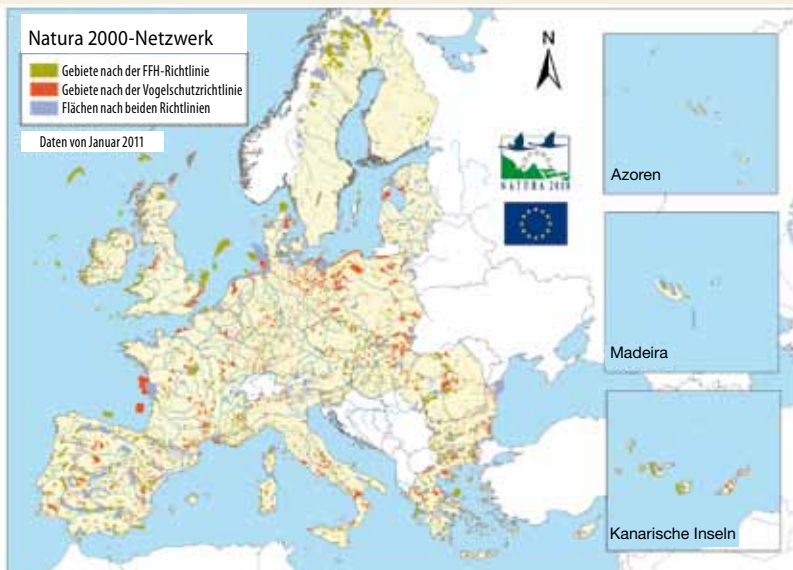 Natura 2000-Netzwerk
Gebiete nach der FFH-Richtlinie
Gebiete nach der Vogelschutzrichtlinie
Flächen nach beiden Richtlinien
Daten von Januar 2011
N
NATURA 2000
Azoren
Madeira
Kanarische Inseln